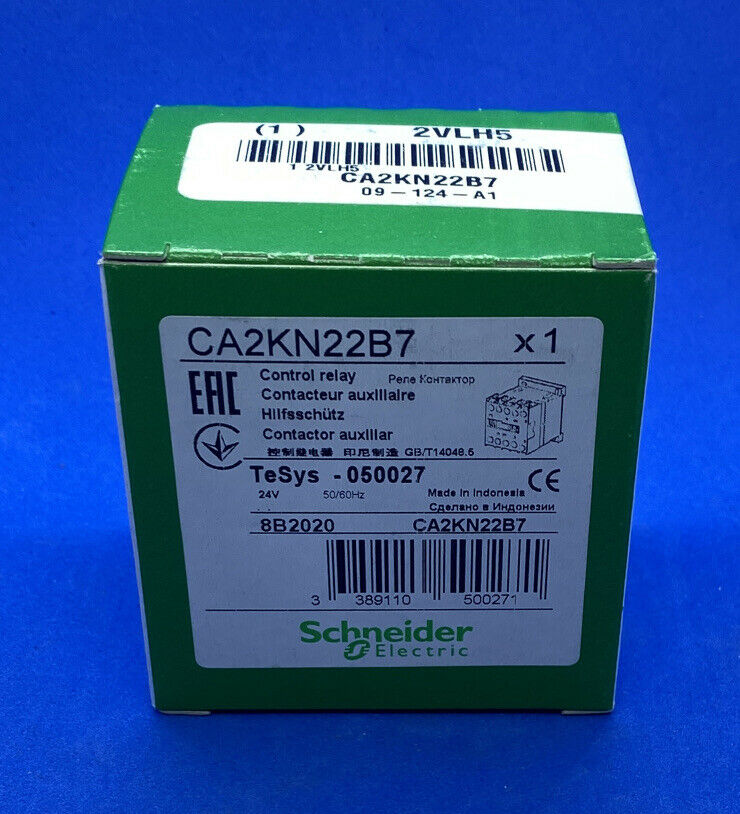 (1) 2VLH5
1 2VLH5
CA2KN22B7
09-124-A1
CA2KN22B7 x1
EAC
Control relay Реле Контактор
Contacteur auxiliaire
Hilfsschütz
Contactor auxiliar
控制继电器 印尼制造 GB/T14048.5
TeSys - 050027 CE
24V 50/60Hz Made in Indonesia
Сделано в Индонезии
8B2020 CA2KN22B7
3 389110 500271
Schneider
Electric